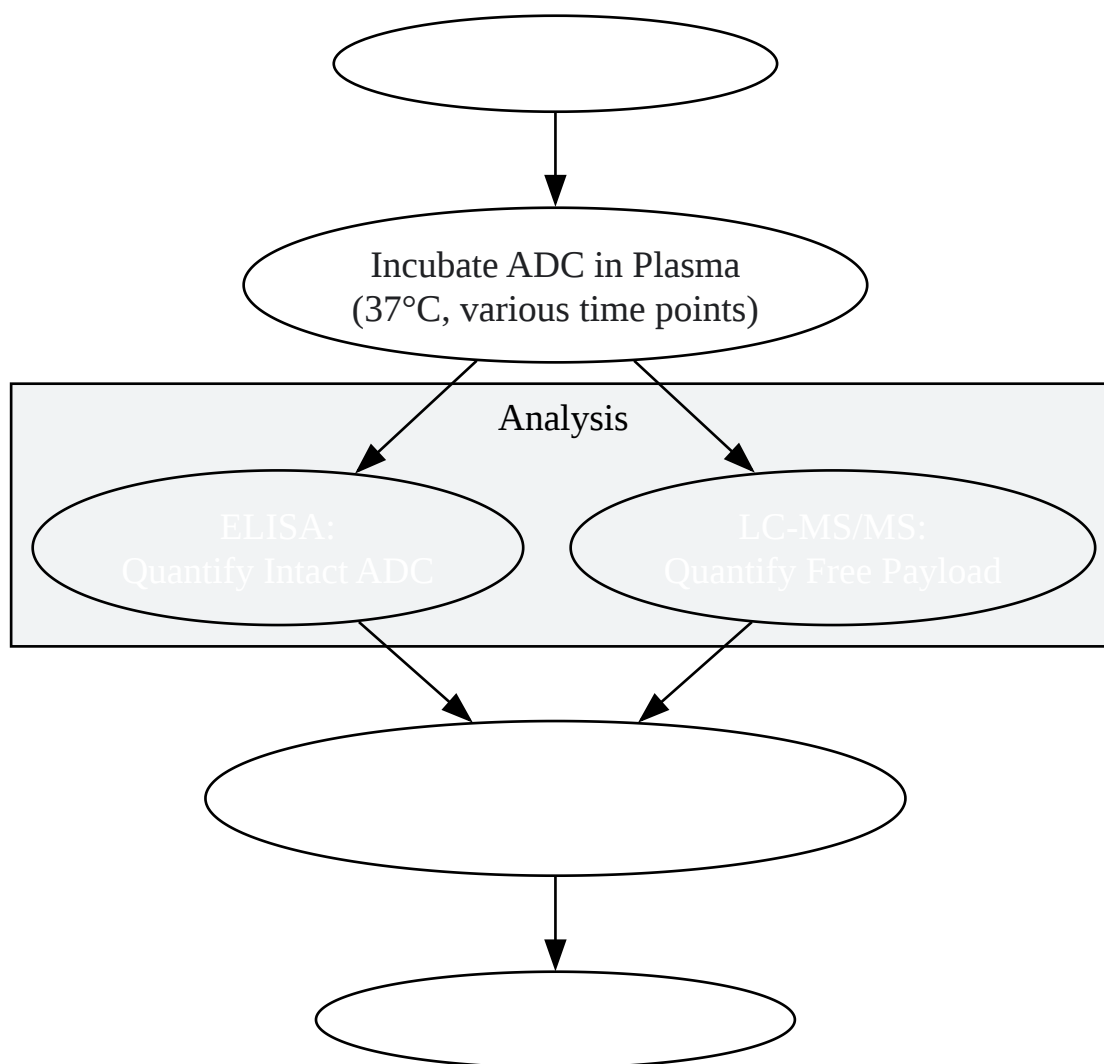 Incubate ADC in Plasma
(37°C, various time points)
Analysis
ELISA:
Quantify Intact ADC
LC-MS/MS:
Quantify Free Payload